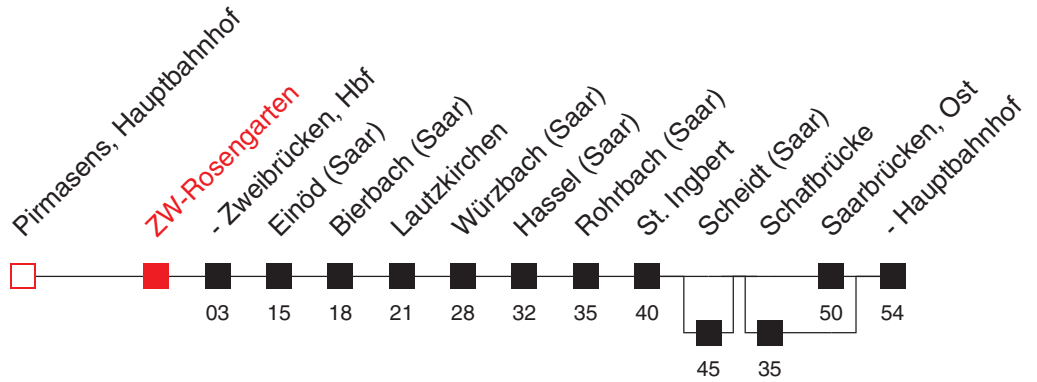 Pirmasens, Hauptbahnhof
ZW-Rosengarten
- Zweibrücken, Hbf
Einöd (Saar)
Bierbach (Saar)
Lautzkirchen
Würzbach (Saar)
Hassel (Saar)
Rohrbach (Saar)
St. Ingbert
Scheidt (Saar)
Schafbrücke
Saarbrücken, Ost
- Hauptbahnhof
03 15 18 21 28 32 35 40 50 54
45 35